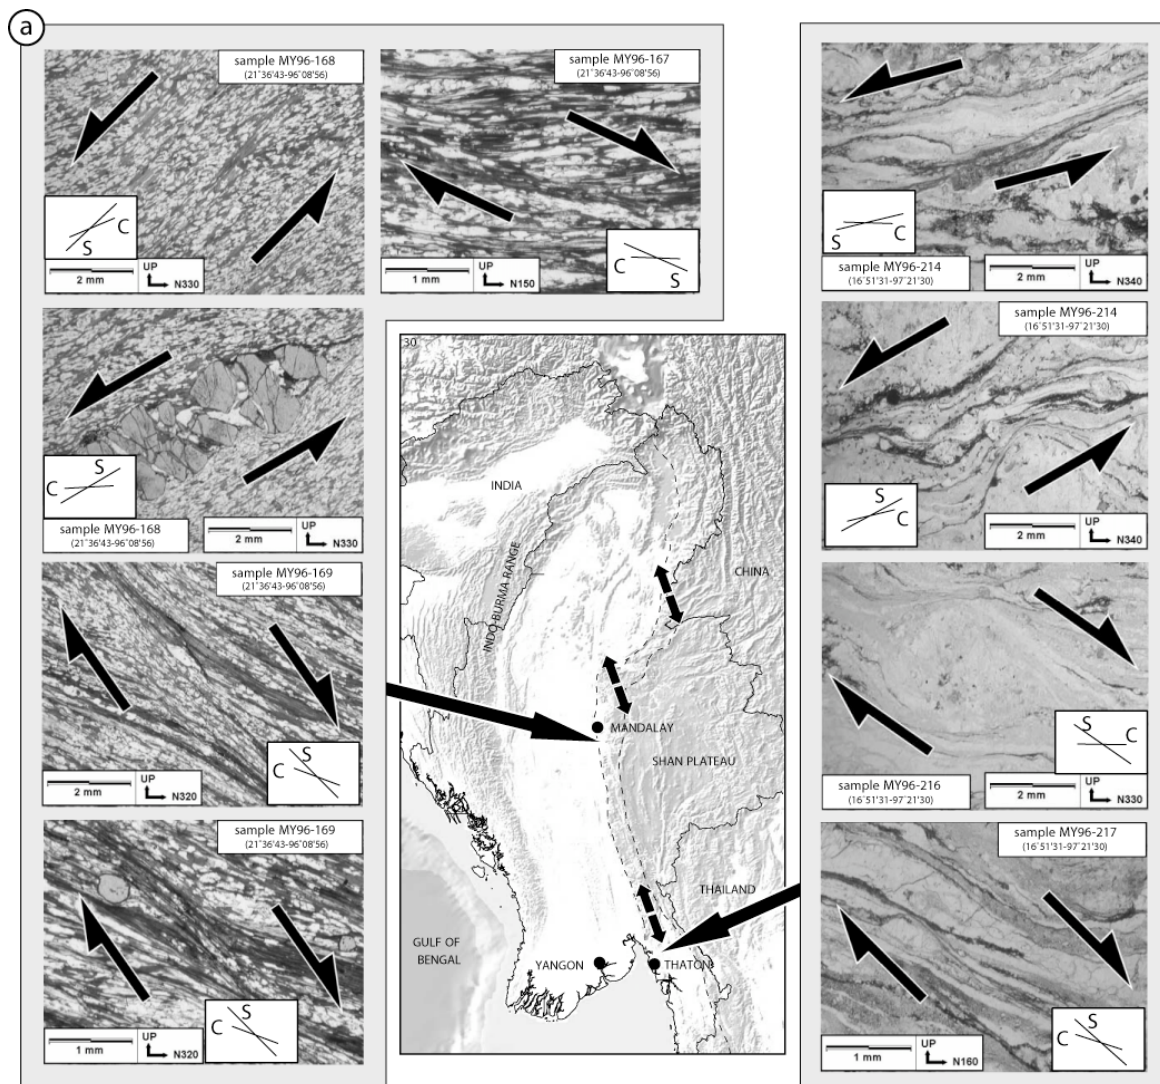 a
sample MY96-168
(21˚36'43-96˚08'56)
C
S
2 mm
UP
N330
sample MY96-167
(21˚36'43-96˚08'56)
C
S
1 mm
UP
N150
S
C
sample MY96-168
(21˚36'43-96˚08'56)
2 mm
UP
N330
sample MY96-169
(21˚36'43-96˚08'56)
S
C
2 mm
UP
N320
sample MY96-169
(21˚36'43-96˚08'56)
S
C
1 mm
UP
N320
30
INDIA
INDO BURMA RANGE
CHINA
MANDALAY
SHAN PLATEAU
THAILAND
GULF OF
BENGAL
YANGON
THATON
S
C
sample MY96-214
(16˚51'31-97˚21'30)
2 mm
UP
N340
sample MY96-214
(16˚51'31-97˚21'30)
S
C
2 mm
UP
N340
S
C
sample MY96-216
(16˚51'31-97˚21'30)
2 mm
UP
N330
sample MY96-217
(16˚51'31-97˚21'30)
S
C
1 mm
UP
N160